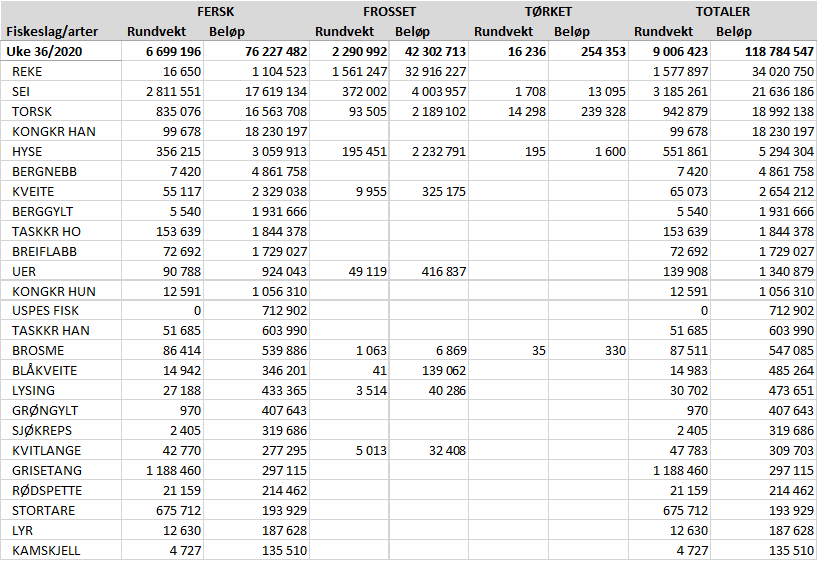 FERSK FROSSET TØRKET TOTALER
Fiskeslag/arter Rundvekt Beløp Rundvekt Beløp Rundvekt Beløp Rundvekt Beløp
Uke 36/2020 6 699 196 76 227 482 2 290 992 42 302 713 16 236 254 353 9 006 423 118 784 547
REKE 16 650 1 104 523 1 561 247 32 916 227 1 577 897 34 020 750
SEI 2 811 551 17 619 134 372 002 4 003 957 1 708 13 095 3 185 261 21 636 186
TORSK 835 076 16 563 708 93 505 2 189 102 14 298 239 328 942 879 18 992 138
KONGKR HAN 99 678 18 230 197 99 678 18 230 197
HYSE 356 215 3 059 913 195 451 2 232 791 195 1 600 551 861 5 294 304
BERGNEBB 7 420 4 861 758 7 420 4 861 758
KVEITE 55 117 2 329 038 9 955 325 175 65 073 2 654 212
BERGGYLT 5 540 1 931 666 5 540 1 931 666
TASKKR HO 153 639 1 844 378 153 639 1 844 378
BREIFLABB 72 692 1 729 027 72 692 1 729 027
UER 90 788 924 043 49 119 416 837 139 908 1 340 879
KONGKR HUN 12 591 1 056 310 12 591 1 056 310
USPES FISK 0 712 902 0 712 902
TASKKR HAN 51 685 603 990 51 685 603 990
BROSME 86 414 539 886 1 063 6 869 35 330 87 511 547 085
BLÅKVEITE 14 942 346 201 41 139 062 14 983 485 264
LYSING 27 188 433 365 3 514 40 286 30 702 473 651
GRØNGYLT 970 407 643 970 407 643
SJØKREPS 2 405 319 686 2 405 319 686
KVITLANGE 42 770 277 295 5 013 32 408 47 783 309 703
GRISETANG 1 188 460 297 115 1 188 460 297 115
RØDSPETTE 21 159 214 462 21 159 214 462
STORTARE 675 712 193 929 675 712 193 929
LYR 12 630 187 628 12 630 187 628
KAMSKJELL 4 727 135 510 4 727 135 510